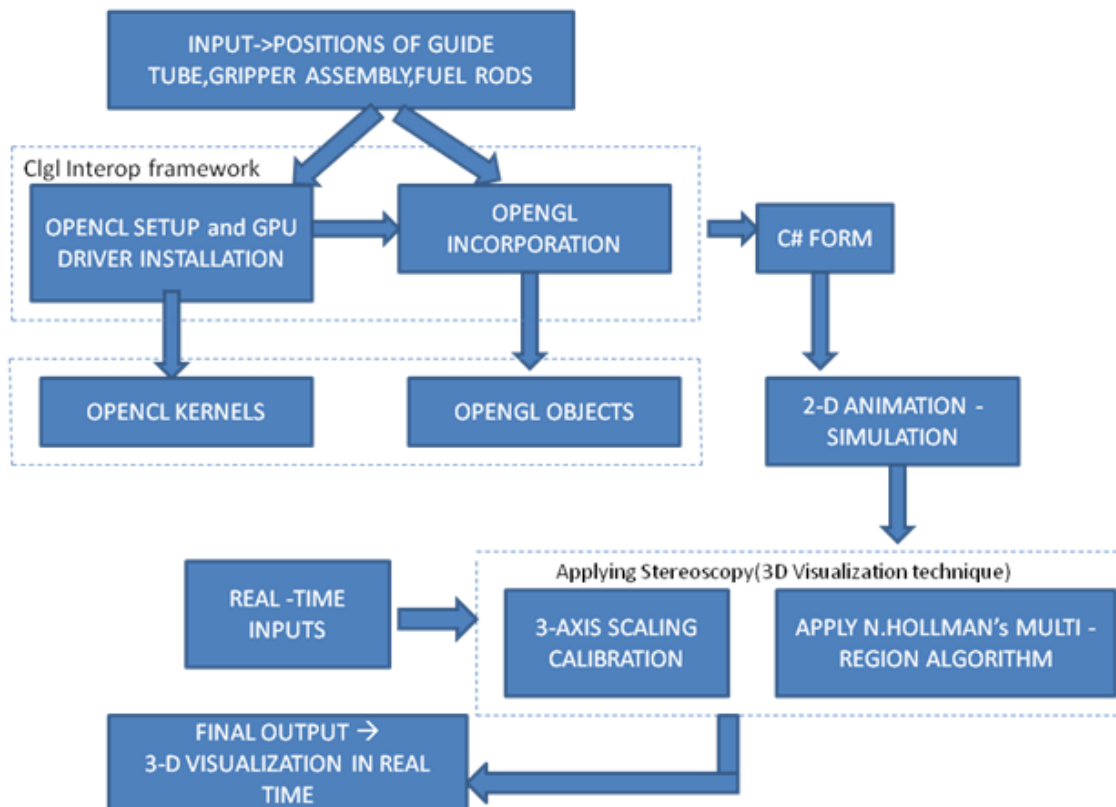 INPUT->POSITIONS OF GUIDE
TUBE,GRIPPER ASSEMBLY,FUEL RODS
Clgl Interop framework
OPENCL SETUP and GPU
DRIVER INSTALLATION
OPENGL
INCORPORATION
C# FORM
OPENCL KERNELS
OPENGL OBJECTS
2-D ANIMATION -
SIMULATION
Applying Stereoscopy(3D Visualization technique)
REAL -TIME
INPUTS
3-AXIS SCALING
CALIBRATION
APPLY N.HOLLMAN's MULTI -
REGION ALGORITHM
FINAL OUTPUT →
3-D VISUALIZATION IN REAL
TIME